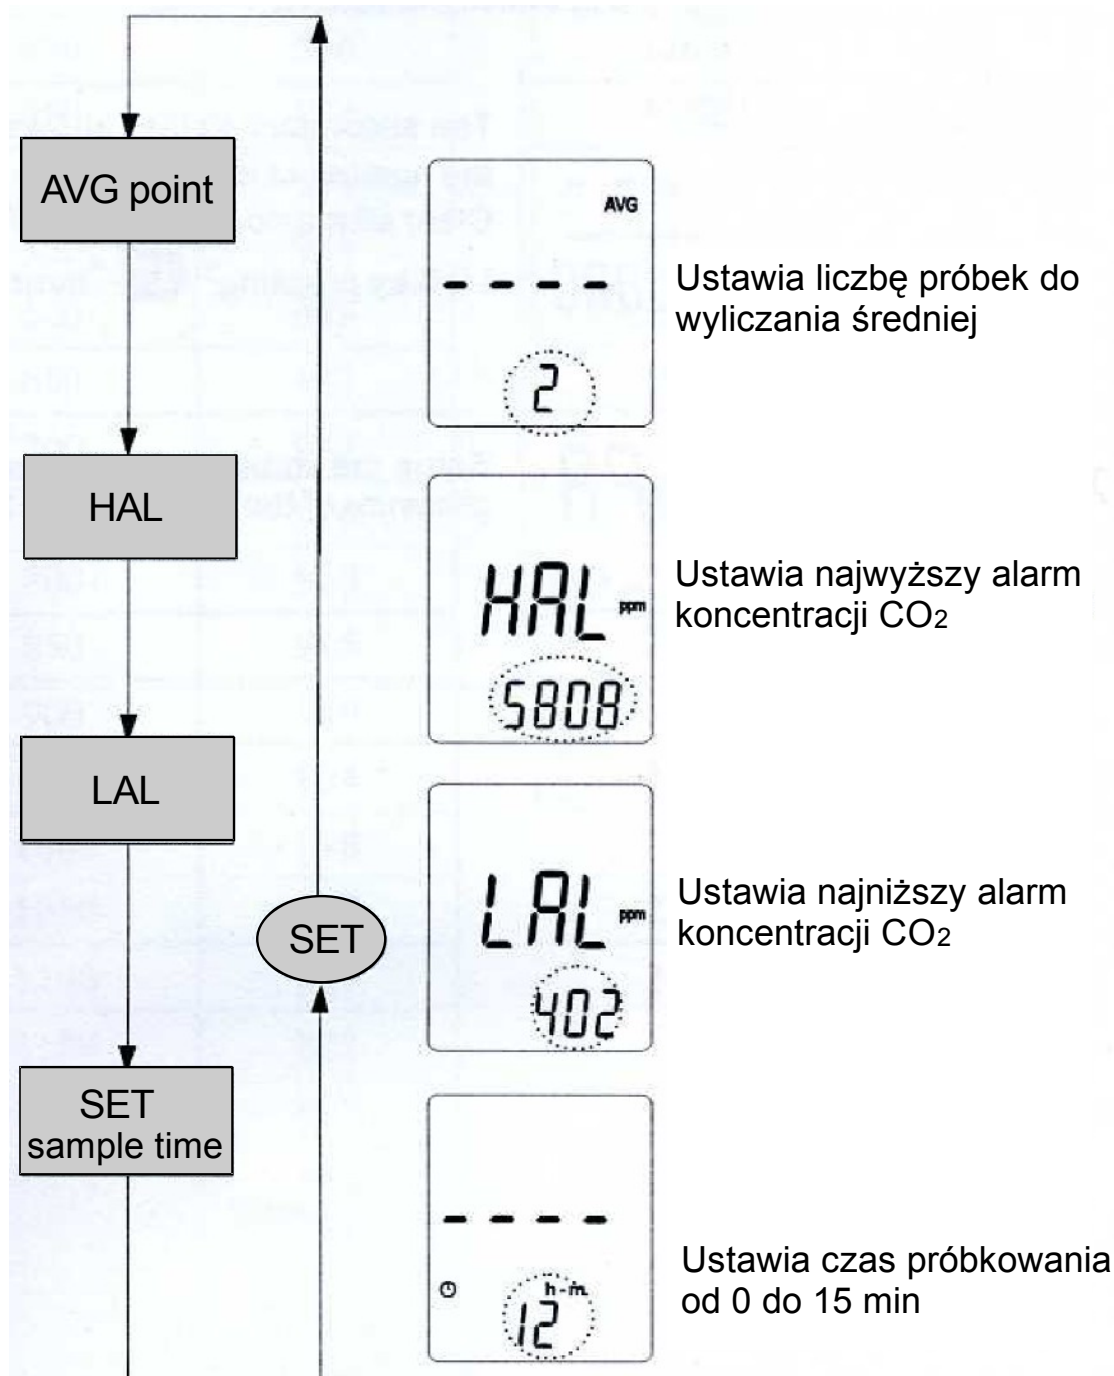 AVG point
AVG
- - - -
2
Ustawia liczbę próbek do
wyliczania średniej
HAL
HAL ppm
5808
Ustawia najwyższy alarm
koncentracji CO2
LAL
LAL ppm
402
Ustawia najniższy alarm
koncentracji CO2
SET
SET
sample time
- - - -
h-m
12
Ustawia czas próbkowania
od 0 do 15 min